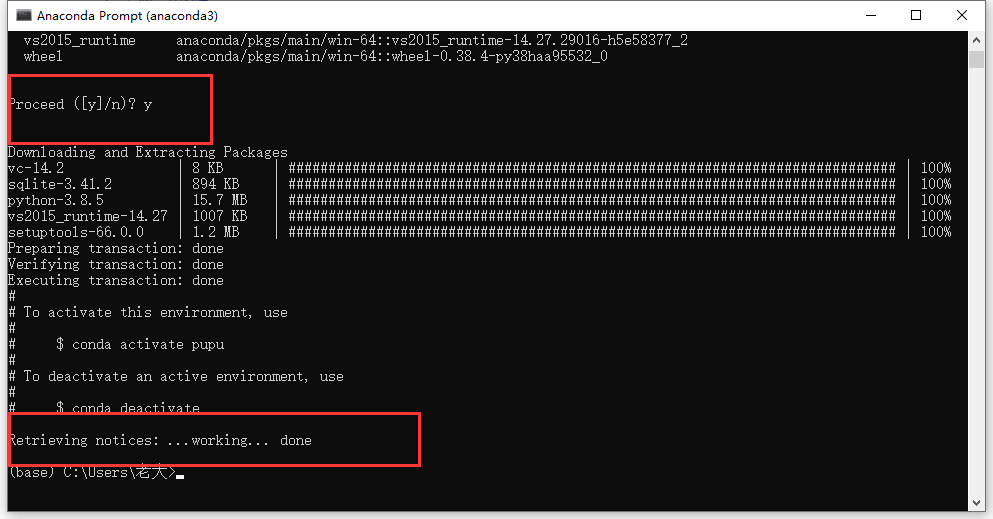 Anaconda Prompt (anaconda3)
vs2015_runtime anaconda/pkgs/main/win-64::vs2015_runtime-14.27.29016-h5e58377_2
wheel anaconda/pkgs/main/win-64::wheel-0.38.4-py38haa95532_0
Proceed ([y]/n)? y
Downloading and Extracting Packages
vc-14.2 | 8 KB | ############################################################################ | 100%
sqlite-3.41.2 | 894 KB | ############################################################################ | 100%
python-3.8.5 | 15.7 MB | ############################################################################ | 100%
vs2015_runtime-14.27 | 1007 KB | ############################################################################ | 100%
setuptools-66.0.0 | 1.2 MB | ############################################################################ | 100%
Preparing transaction: done
Verifying transaction: done
Executing transaction: done
#
# To activate this environment, use
#
# $ conda activate pupu
#
# To deactivate an active environment, use
#
# $ conda deactivate
Retrieving notices: ...working... done
(base) C:\Users\老大>